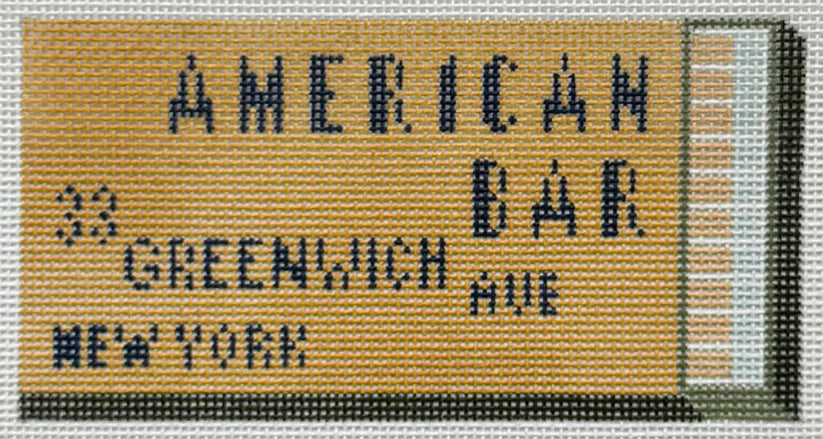 AMERICAN
BAR
33
GREENWICH
AVE
NEW YORK